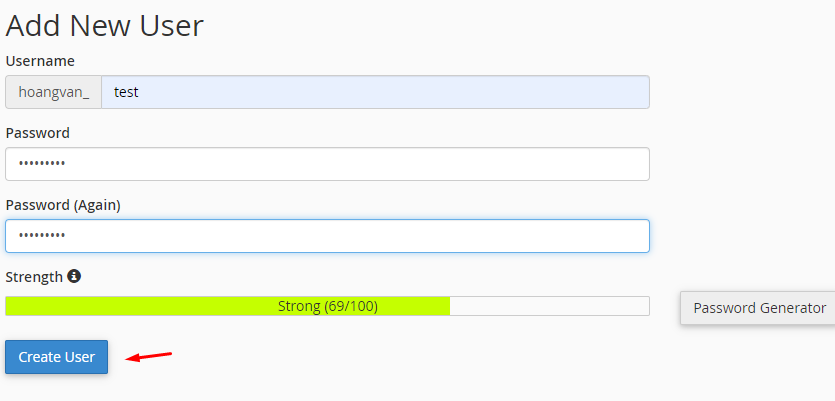 Add New User
Username
hoangvan_ test
Password
•••••••••
Password (Again)
•••••••••
Strength
Strong (69/100)
Password Generator
Create User